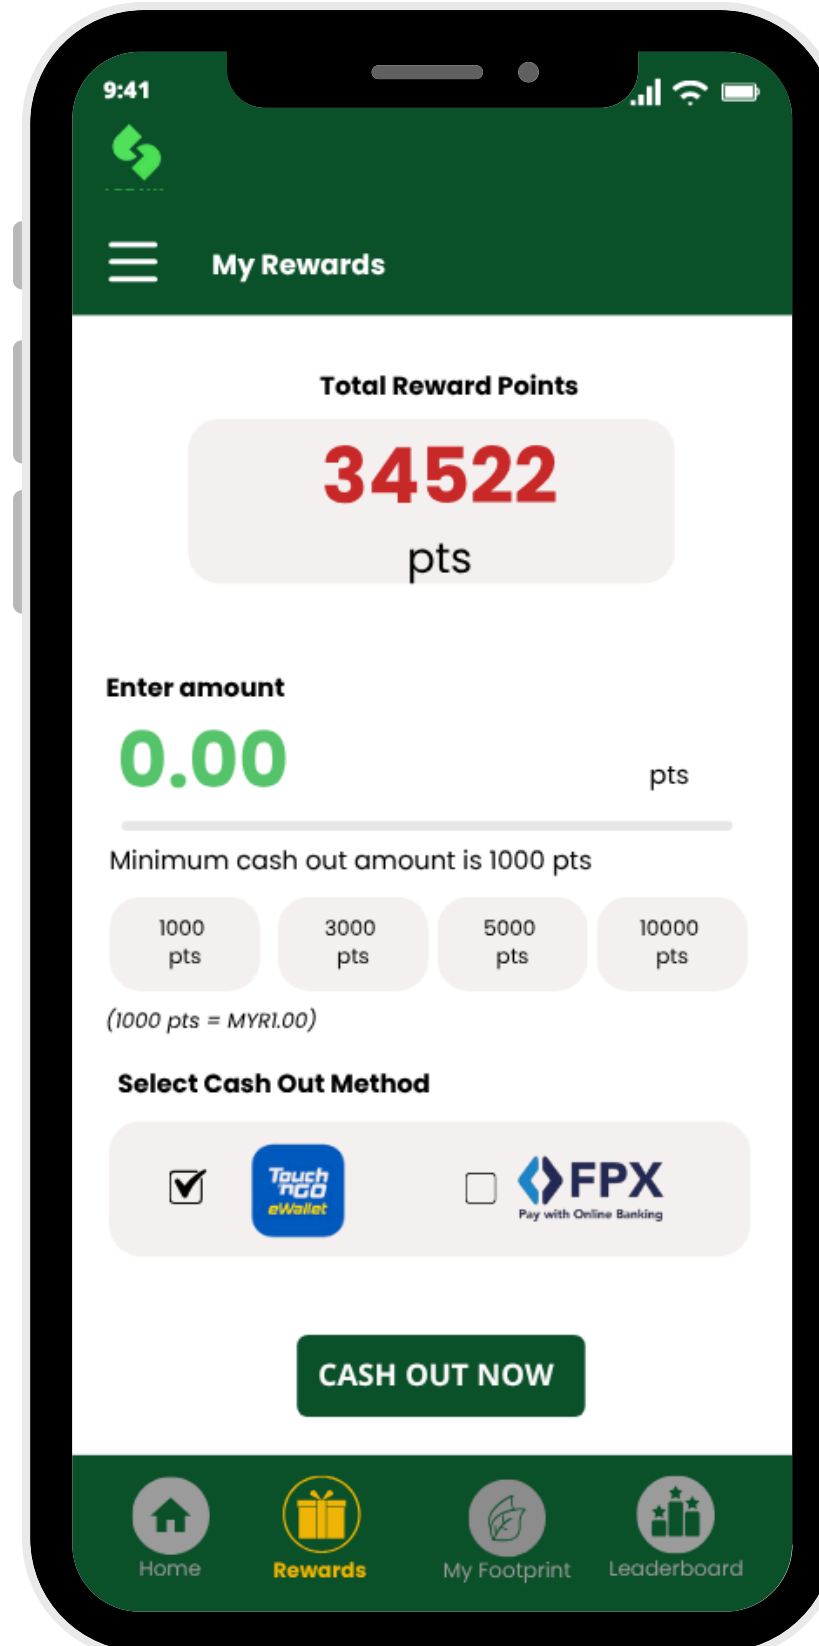 9:41
My Rewards
Total Reward Points
34522
pts
Enter amount
0.00 pts
Minimum cash out amount is 1000 pts
1000 pts
3000 pts
5000 pts
10000 pts
(1000 pts = MYR1.00)
Select Cash Out Method
Touch
'nGO
eWallet
FPX
Pay with Online Banking
CASH OUT NOW
Home
Rewards
My Footprint
Leaderboard